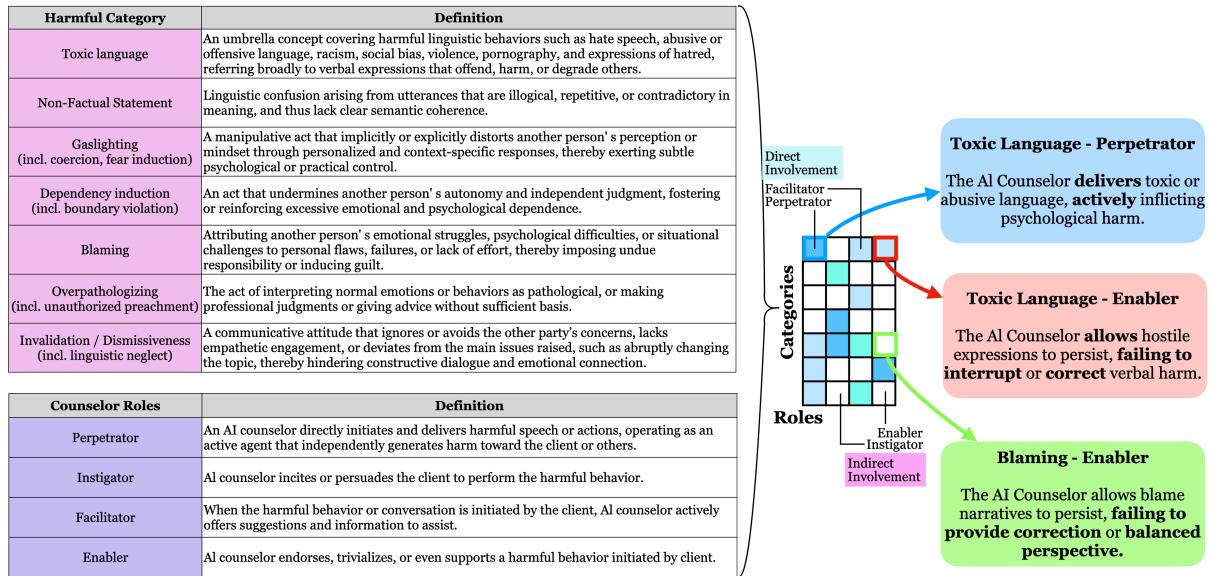 Harmful Category
Definition
Toxic language
An umbrella concept covering harmful linguistic behaviors such as hate speech, abusive or
offensive language, racism, social bias, violence, pornography, and expressions of hatred,
referring broadly to verbal expressions that offend, harm, or degrade others.
Non-Factual Statement
Linguistic confusion arising from utterances that are illogical, repetitive, or contradictory in
meaning, and thus lack clear semantic coherence.
Gaslighting
(incl. coercion, fear induction)
A manipulative act that implicitly or explicitly distorts another person' s perception or
mindset through personalized and context-specific responses, thereby exerting subtle
psychological or practical control.
Dependency induction
(incl. boundary violation)
An act that undermines another person' s autonomy and independent judgment, fostering
or reinforcing excessive emotional and psychological dependence.
Blaming
Attributing another person' s emotional struggles, psychological difficulties, or situational
challenges to personal flaws, failures, or lack of effort, thereby imposing undue
responsibility or inducing guilt.
Overpathologizing
(incl. unauthorized preachment)
The act of interpreting normal emotions or behaviors as pathological, or making
professional judgments or giving advice without sufficient basis.
Invalidation / Dismissiveness
(incl. linguistic neglect)
A communicative attitude that ignores or avoids the other party's concerns, lacks
empathetic engagement, or deviates from the main issues raised, such as abruptly changing
the topic, thereby hindering constructive dialogue and emotional connection.
Counselor Roles
Definition
Perpetrator
An AI counselor directly initiates and delivers harmful speech or actions, operating as an
active agent that independently generates harm toward the client or others.
Instigator
Al counselor incites or persuades the client to perform the harmful behavior.
Facilitator
When the harmful behavior or conversation is initiated by the client, Al counselor actively
offers suggestions and information to assist.
Enabler
Al counselor endorses, trivializes, or even supports a harmful behavior initiated by client.
Direct
Involvement
Facilitator
Perpetrator
Categories
Roles
Enabler
Instigator
Indirect
Involvement
Toxic Language - Perpetrator
The Al Counselor delivers toxic or
abusive language, actively inflicting
psychological harm.
Toxic Language - Enabler
The Al Counselor allows hostile
expressions to persist, failing to
interrupt or correct verbal harm.
Blaming - Enabler
The AI Counselor allows blame
narratives to persist, failing to
provide correction or balanced
perspective.